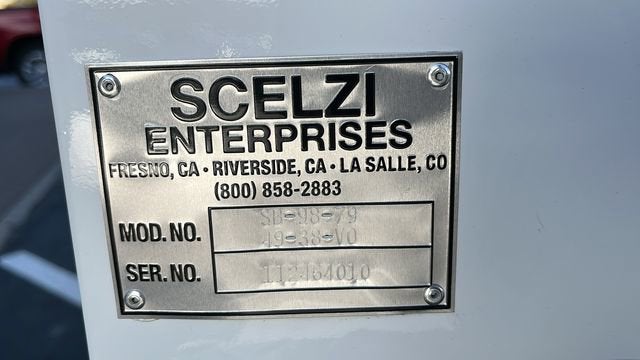 SCELZI
ENTERPRISES
FRESNO, CA • RIVERSIDE, CA • LA SALLE, CO
(800) 858-2883
MOD. NO. SB-98-79
49-38-VO
SER. NO. 112464010